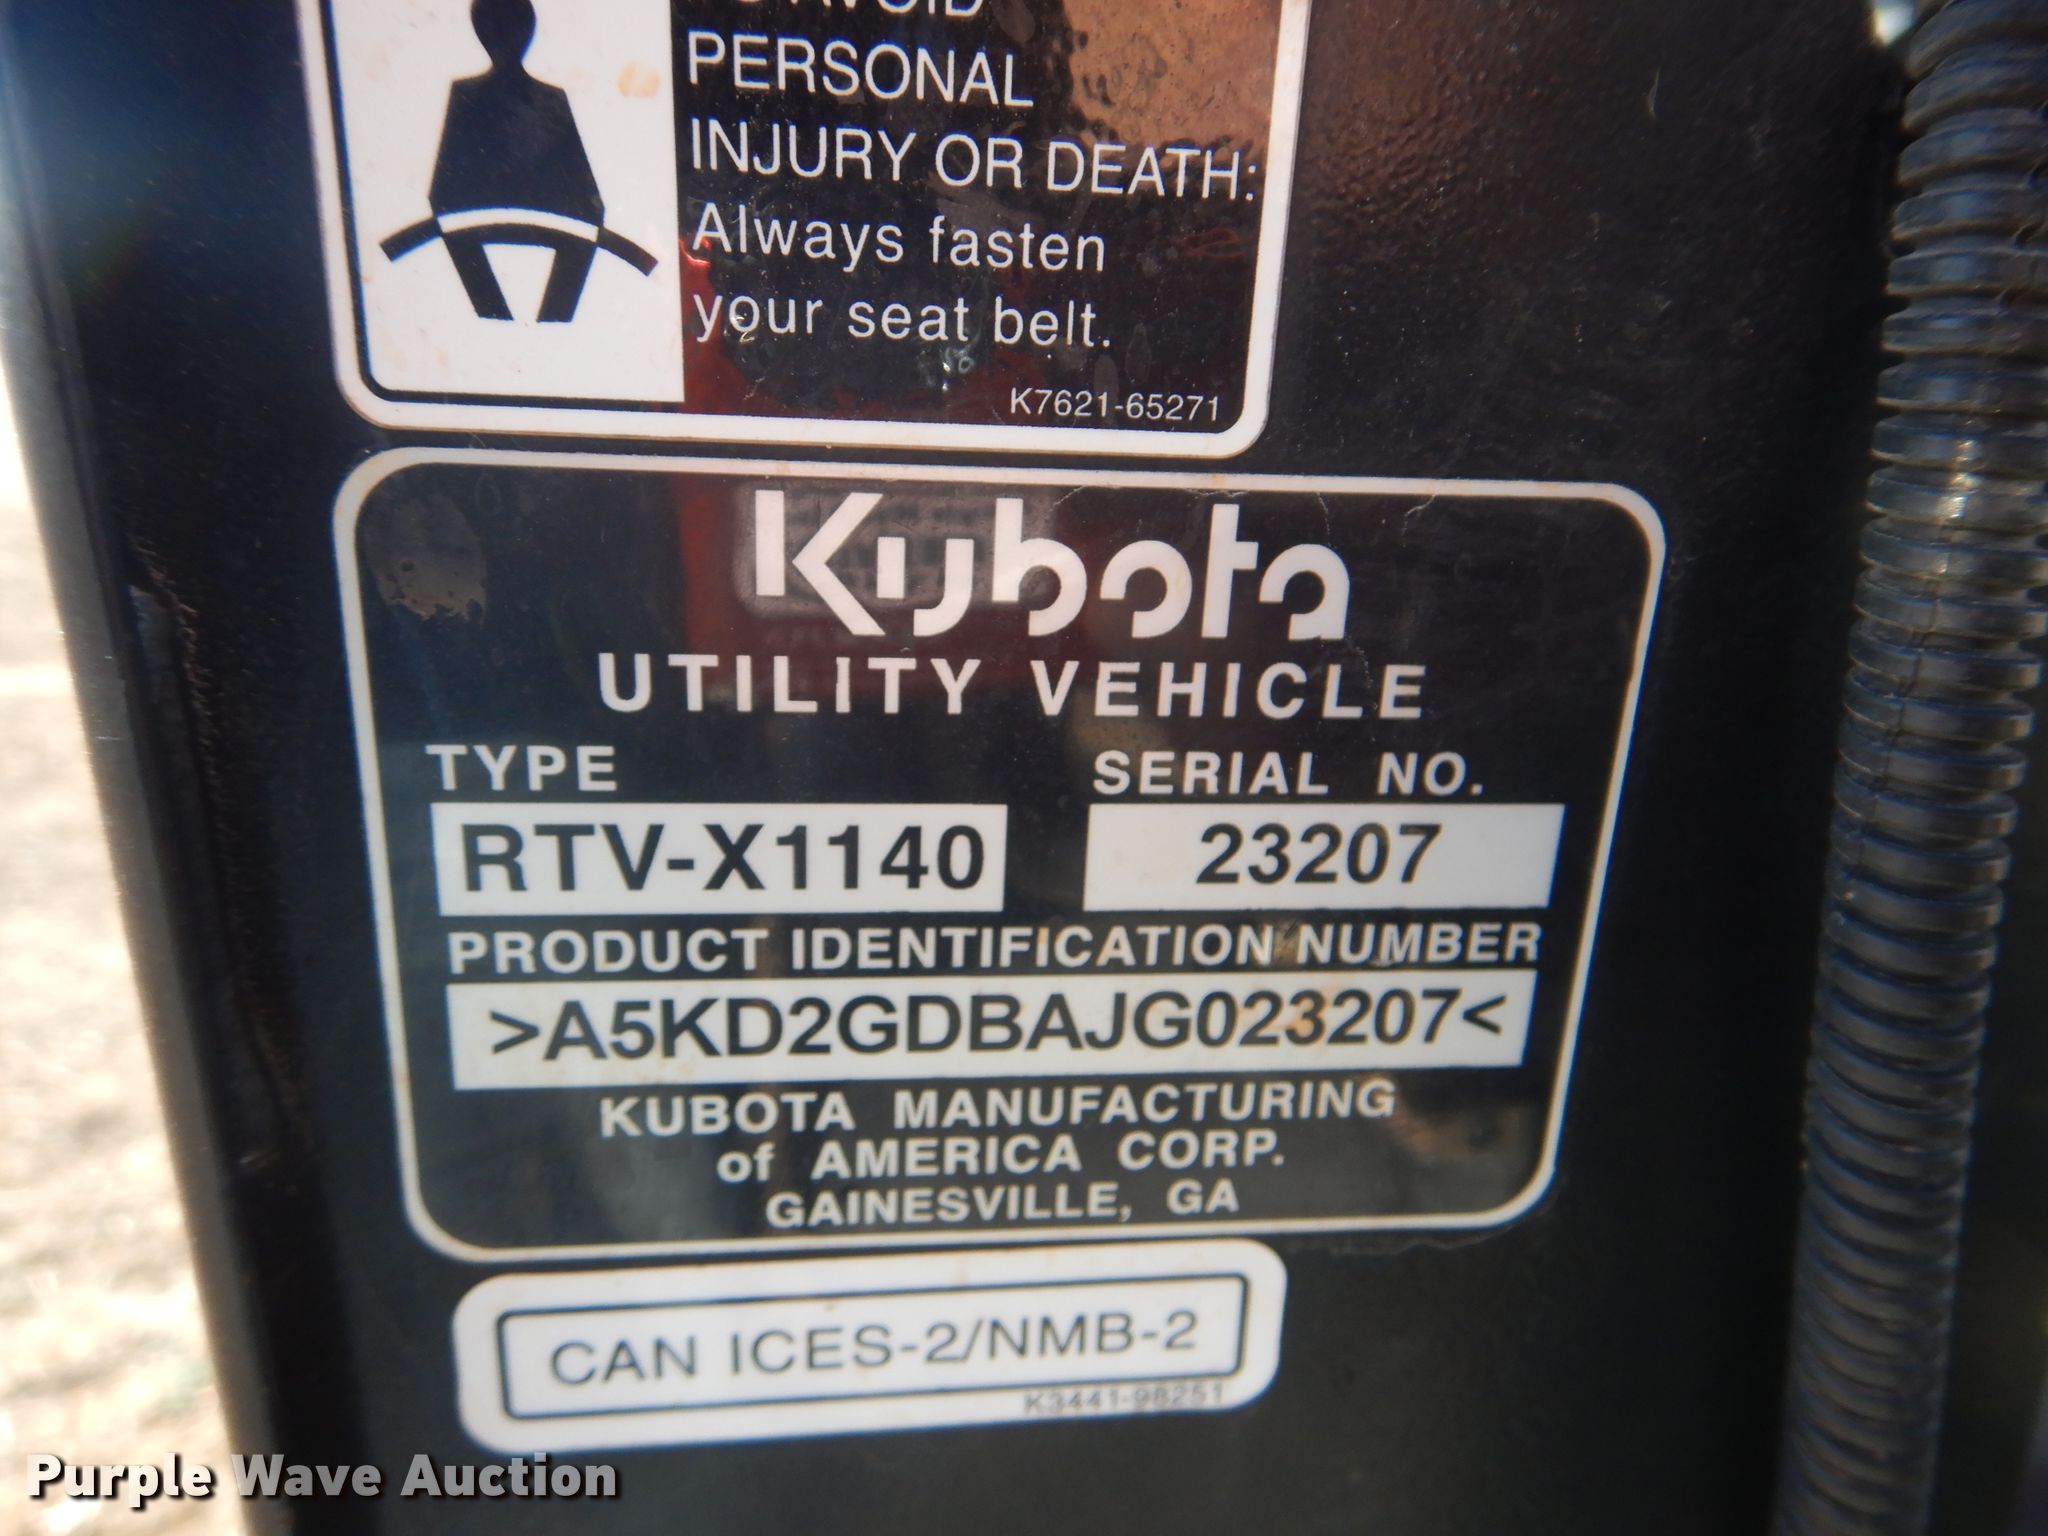 AVOID
PERSONAL
INJURY OR DEATH:
Always fasten
your seat belt.
K7621-65271
Kubota
UTILITY VEHICLE
TYPE SERIAL NO.
RTV-X1140 23207
PRODUCT IDENTIFICATION NUMBER
>A5KD2GDBAJG023207<
KUBOTA MANUFACTURING
of AMERICA CORP.
GAINESVILLE, GA
CAN ICES-2/NMB-2
K3441-98251
Purple Wave Auction